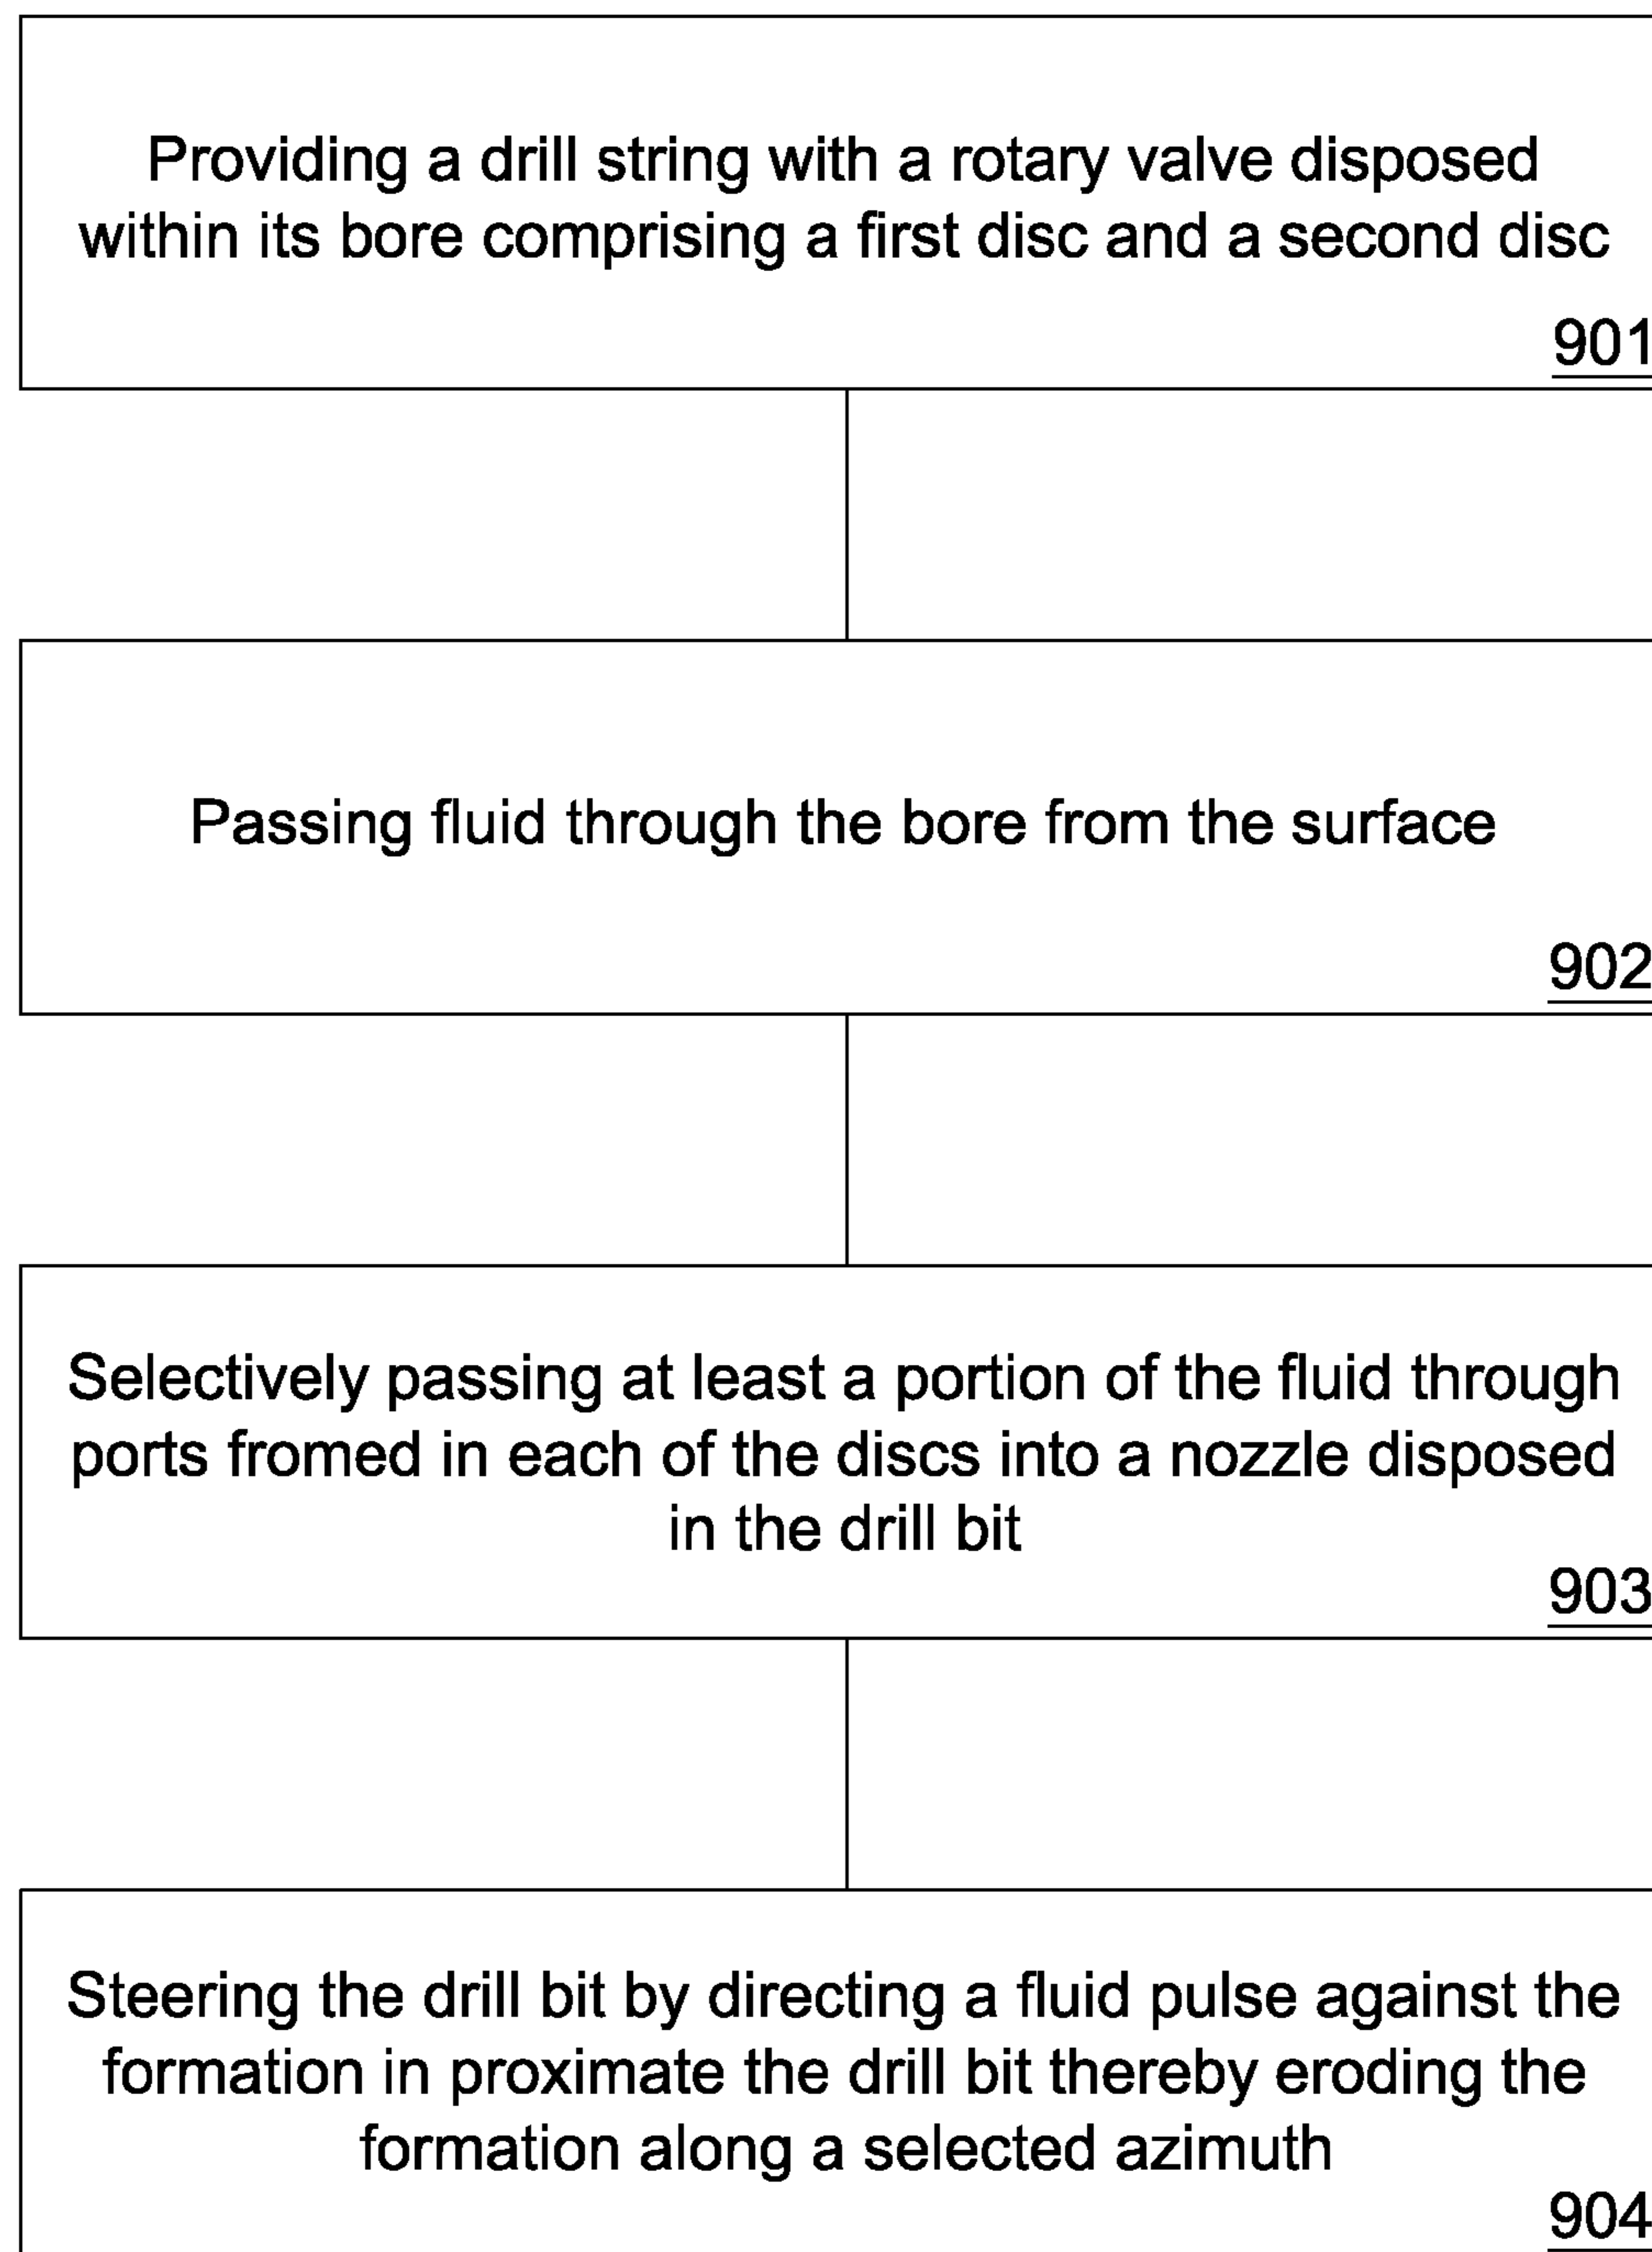 Providing a drill string with a rotary valve disposed
within its bore comprising a first disc and a second disc
901
Passing fluid through the bore from the surface
902
Selectively passing at least a portion of the fluid through
ports fromed in each of the discs into a nozzle disposed
in the drill bit
903
Steering the drill bit by directing a fluid pulse against the
formation in proximate the drill bit thereby eroding the
formation along a selected azimuth
904